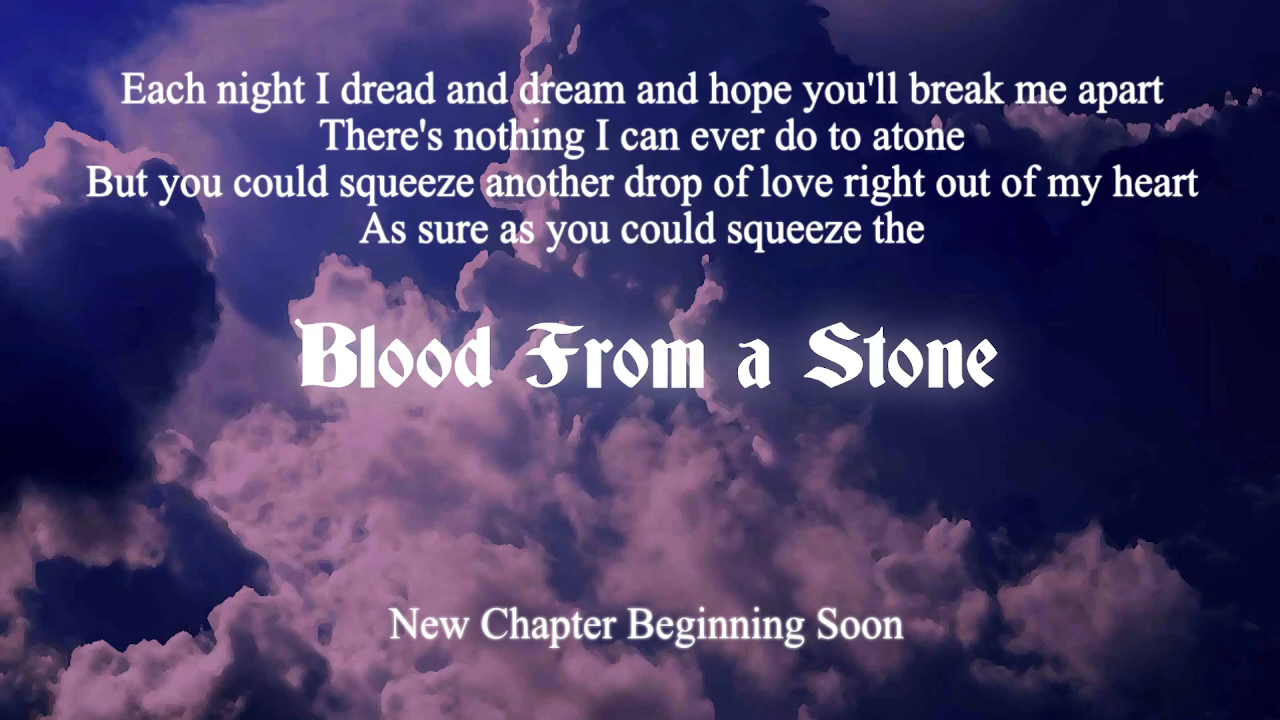 Each night I dread and dream and hope you'll break me apart
There's nothing I can ever do to atone
But you could squeeze another drop of love right out of my heart
As sure as you could squeeze the
Blood From a Stone
New Chapter Beginning Soon